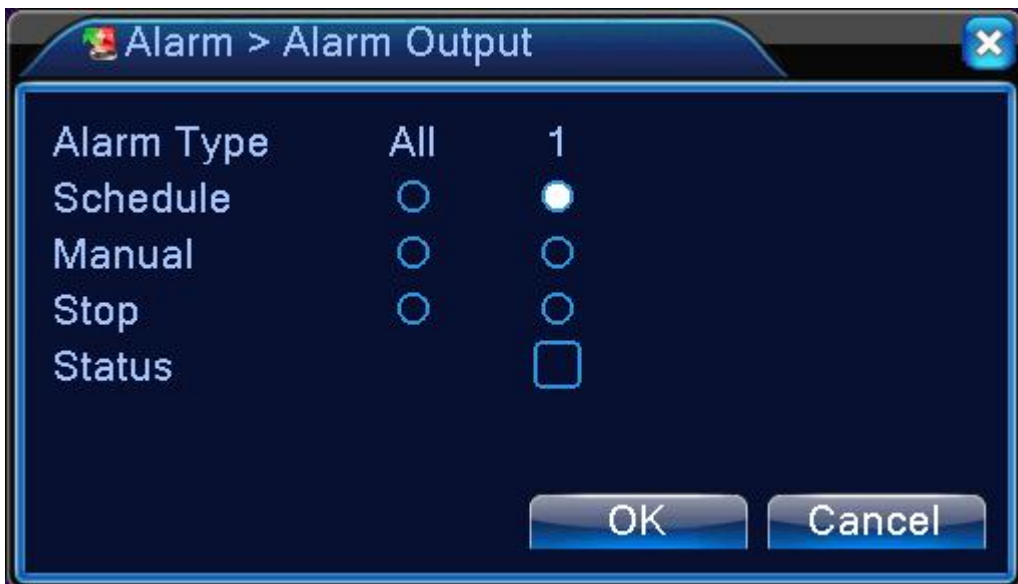 Alarm > Alarm Output
Alarm Type All 1
Schedule
Manual
Stop
Status
OK Cancel